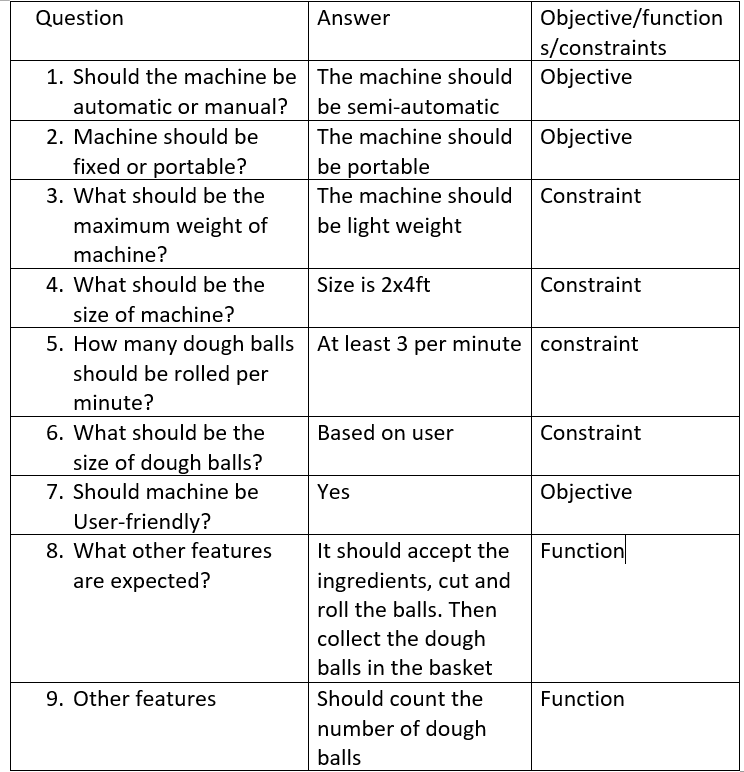 Question
Answer
Objective/function
s/constraints
1. Should the machine be
automatic or manual?
The machine should
be semi-automatic
Objective
2. Machine should be
fixed or portable?
The machine should
be portable
Objective
3. What should be the
maximum weight of
machine?
The machine should
be light weight
Constraint
4. What should be the
size of machine?
Size is 2x4ft
Constraint
5. How many dough balls
should be rolled per
minute?
At least 3 per minute
constraint
6. What should be the
size of dough balls?
Based on user
Constraint
7. Should machine be
User-friendly?
Yes
Objective
8. What other features
are expected?
It should accept the
ingredients, cut and
roll the balls. Then
collect the dough
balls in the basket
Function
9. Other features
Should count the
number of dough
balls
Function